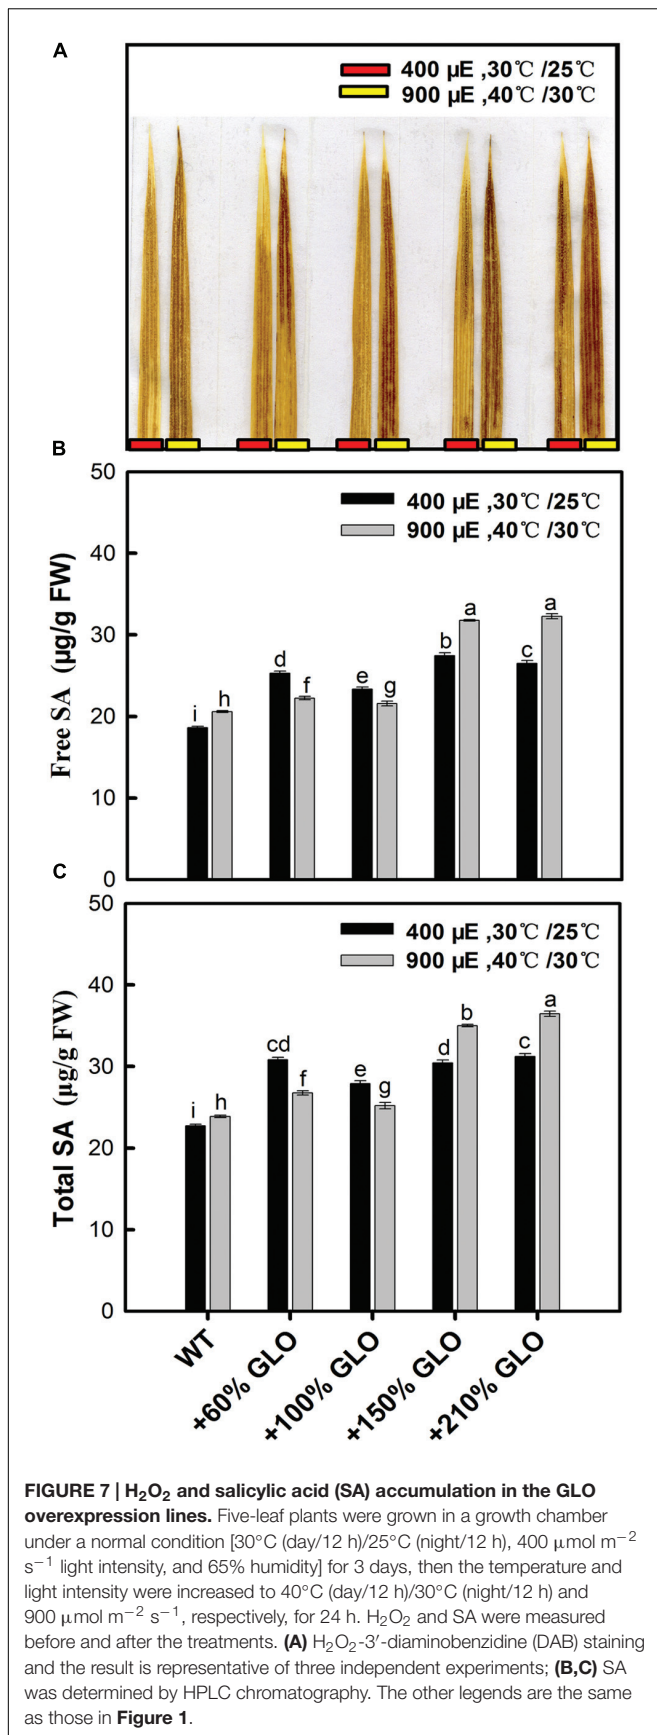 A
400 µE ,30℃ /25℃
900 µE ,40℃ /30℃
B
50
40
30
20
10
0
Free SA (µg/g FW)
400 µE ,30℃ /25℃
900 µE ,40℃ /30℃
i
h
d
f
e
g
b
a
c
a
C
50
40
30
20
10
0
Total SA (µg/g FW)
400 µE ,30℃ /25℃
900 µE ,40℃ /30℃
i
h
cd
f
e
g
d
b
c
a
WT
+60% GLO
+100% GLO
+150% GLO
+210% GLO
FIGURE 7 | H₂O₂ and salicylic acid (SA) accumulation in the GLO
overexpression lines. Five-leaf plants were grown in a growth chamber
under a normal condition [30°C (day/12 h)/25°C (night/12 h), 400 µmol m⁻²
s⁻¹ light intensity, and 65% humidity] for 3 days, then the temperature and
light intensity were increased to 40°C (day/12 h)/30°C (night/12 h) and
900 µmol m⁻² s⁻¹, respectively, for 24 h. H₂O₂ and SA were measured
before and after the treatments. (A) H₂O₂-3′-diaminobenzidine (DAB) staining
and the result is representative of three independent experiments; (B,C) SA
was determined by HPLC chromatography. The other legends are the same
as those in Figure 1.